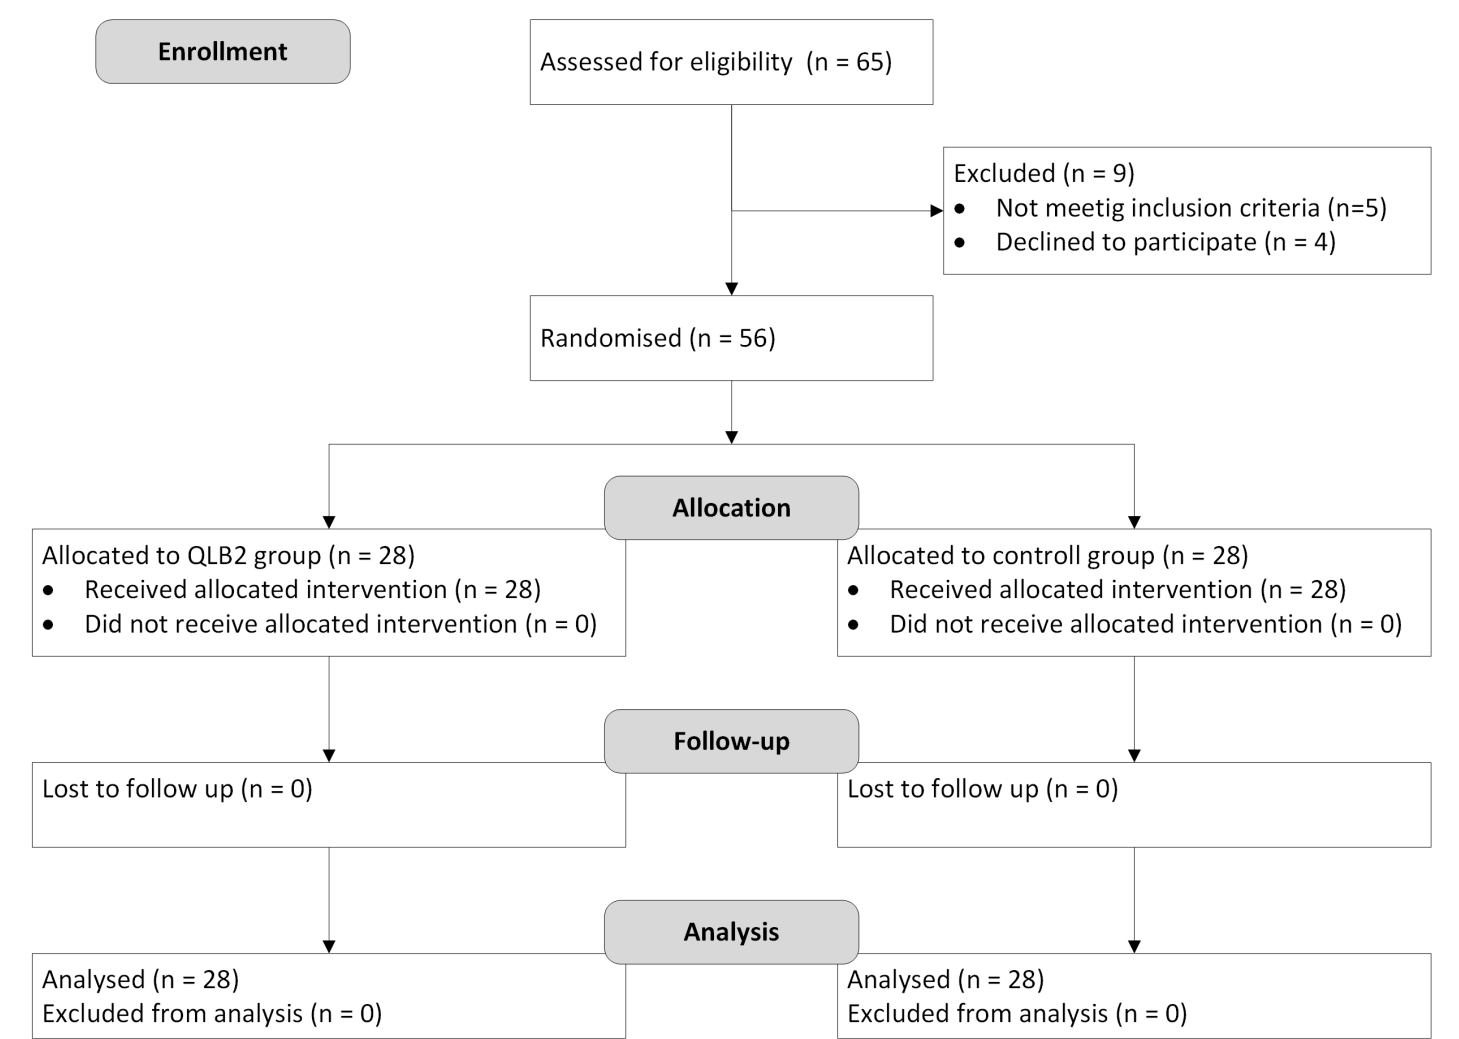 Enrollment
Assessed for eligibility  (n = 65)
Excluded (n = 9)
• Not meetig inclusion criteria (n=5)
• Declined to participate (n = 4)
Randomised (n = 56)
Allocation
Allocated to QLB2 group (n = 28)
• Received allocated intervention (n = 28)
• Did not receive allocated intervention (n = 0)
Allocated to controll group (n = 28)
• Received allocated intervention (n = 28)
• Did not receive allocated intervention (n = 0)
Follow-up
Lost to follow up (n = 0)
Lost to follow up (n = 0)
Analysis
Analysed (n = 28)
Excluded from analysis (n = 0)
Analysed (n = 28)
Excluded from analysis (n = 0)